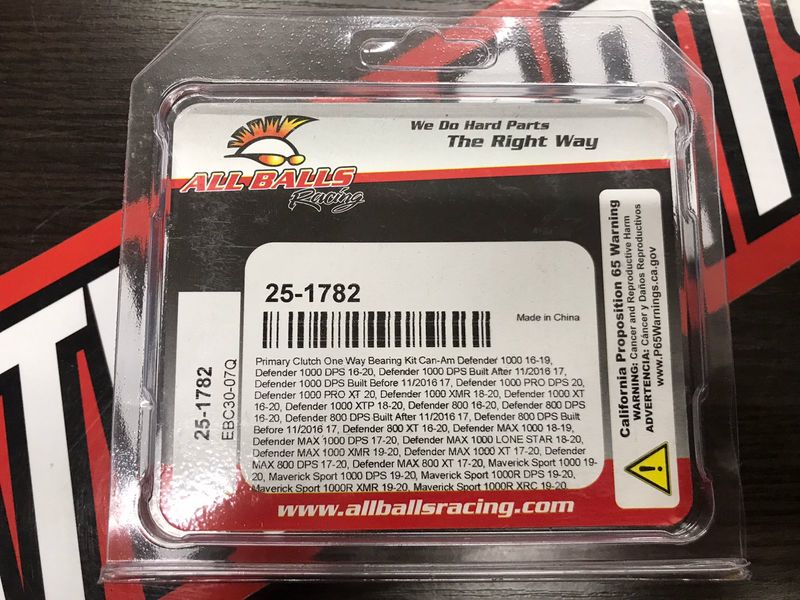 We Do Hard Parts
The Right Way
ALL BALLS
Racing
25-1782
Made in China
Primary Clutch One Way Bearing Kit Can-Am Defender 1000 16-19,
Defender 1000 DPS 16-20, Defender 1000 DPS Built After 11/2016 17,
Defender 1000 DPS Built Before 11/2016 17, Defender 1000 PRO DPS 20,
Defender 1000 PRO XT 20, Defender 1000 XMR 18-20, Defender 1000 XT
16-20, Defender 1000 XTP 18-20, Defender 800 16-20, Defender 800 DPS
16-20, Defender 800 DPS Built After 11/2016 17, Defender 800 DPS Built
Before 11/2016 17, Defender 800 XT 16-20, Defender MAX 1000 18-19,
Defender MAX 1000 DPS 17-20, Defender MAX 1000 LONE STAR 18-20,
Defender MAX 1000 XMR 19-20, Defender MAX 1000 XT 17-20, Defender
MAX 800 DPS 17-20, Defender MAX 800 XT 17-20, Maverick Sport 1000 19-
20, Maverick Sport 1000 DPS 19-20, Maverick Sport 1000R DPS 19-20,
Maverick Sport 1000R XMR 19-20, Maverick Sport 1000R XRC 19-20
25-1782
EBC30-07Q
California Proposition 65 Warning
WARNING: Cancer and Reproductive Harm
ADVERTENCIA: Cáncer y Daños Reproductivos
www.P65Warnings.ca.gov
www.allballsracing.com